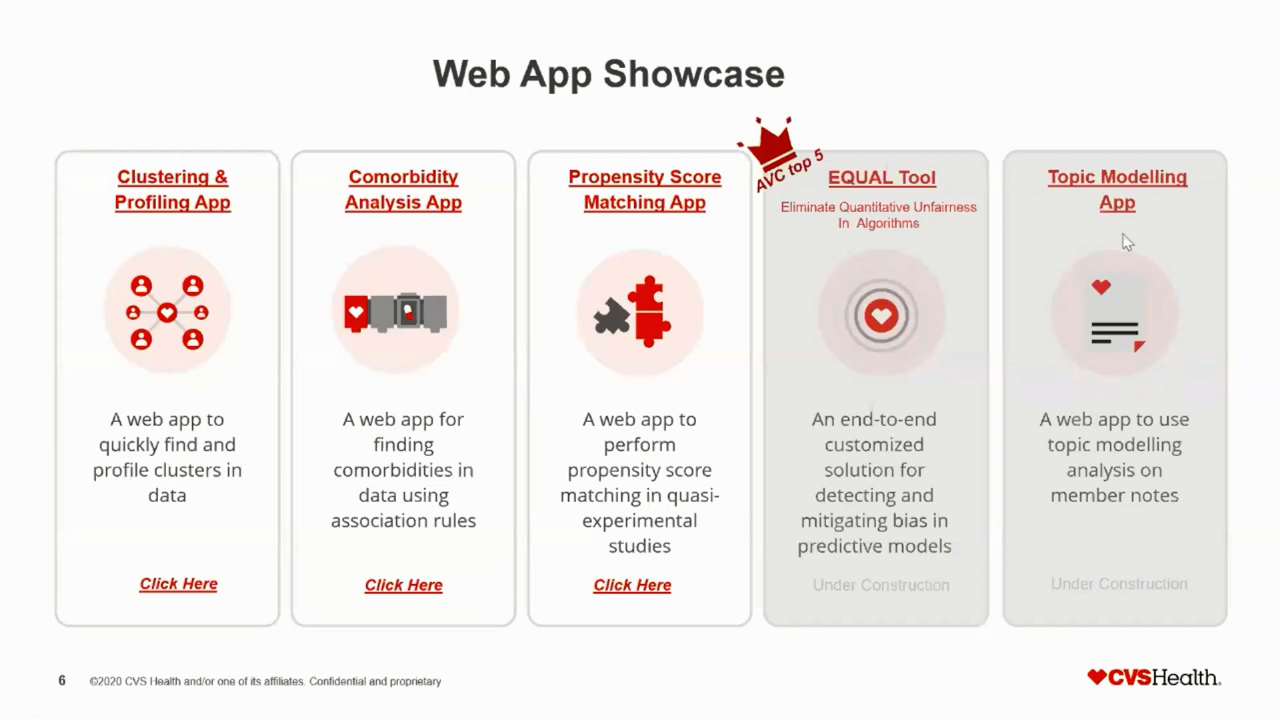 Web App Showcase
Clustering &
Profiling App
A web app to
quickly find and
profile clusters in
data
Click Here
Comorbidity
Analysis App
A web app for
finding
comorbidities in
data using
association rules
Click Here
Propensity Score
Matching App
A web app to
perform
propensity score
matching in quasi-
experimental
studies
Click Here
AVC top 5
EQUAL Tool
Eliminate Quantitative Unfairness
In Algorithms
An end-to-end
customized
solution for
detecting and
mitigating bias in
predictive models
Under Construction
Topic Modelling
App
A web app to use
topic modelling
analysis on
member notes
Under Construction
6 ©2020 CVS Health and/or one of its affiliates. Confidential and proprietary
CVSHealth.